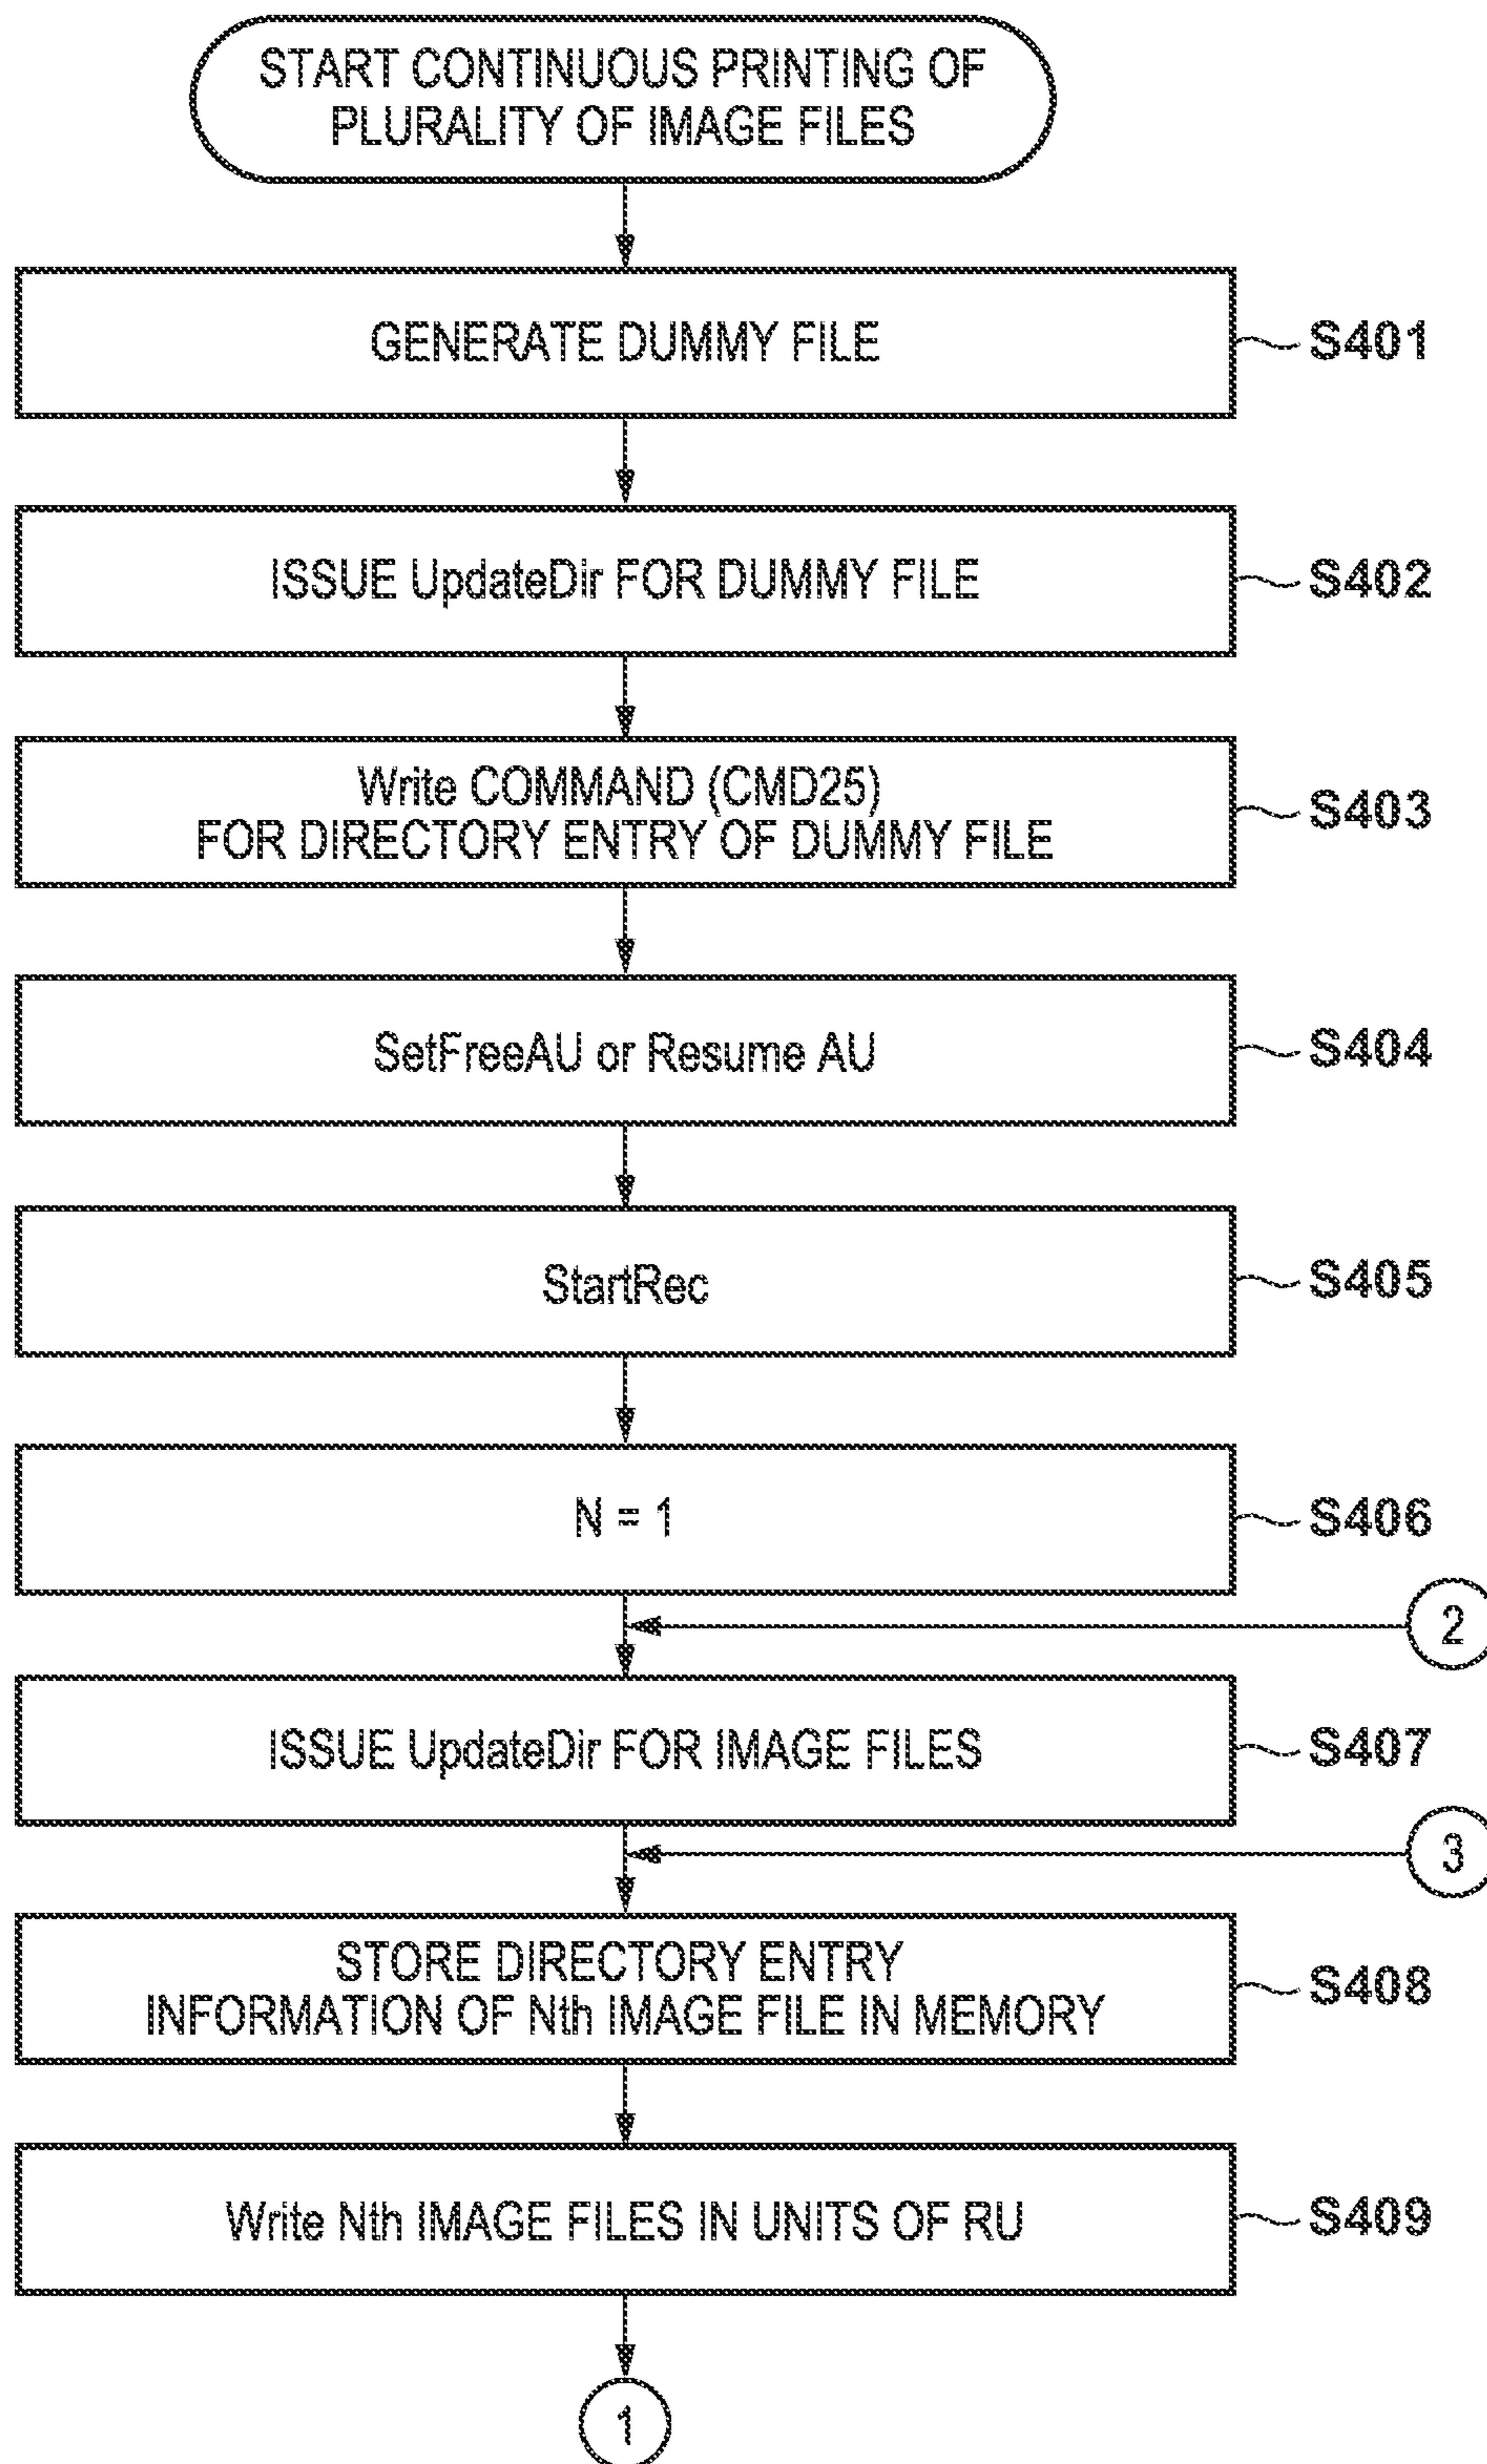 START CONTINUOUS PRINTING OF
PLURALITY OF IMAGE FILES
GENERATE DUMMY FILE
S401
ISSUE UpdateDir FOR DUMMY FILE
S402
Write COMMAND (CMD25)
FOR DIRECTORY ENTRY OF DUMMY FILE
S403
SetFreeAU or Resume AU
S404
StartRec
S405
N = 1
S406
2
ISSUE UpdateDir FOR IMAGE FILES
S407
3
STORE DIRECTORY ENTRY
INFORMATION OF Nth IMAGE FILE IN MEMORY
S408
Write Nth IMAGE FILES IN UNITS OF RU
S409
1